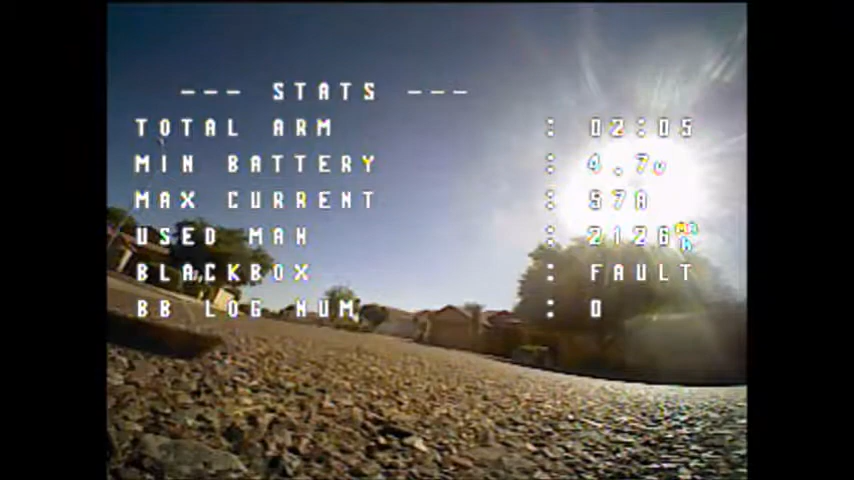 --- STATS ---
TOTAL ARM : 02:05
MIN BATTERY : 4.7V
MAX CURRENT : 57A
USED MAH : 2126MAh
BLACKBOX : FAULT
BB LOG NUM : 0